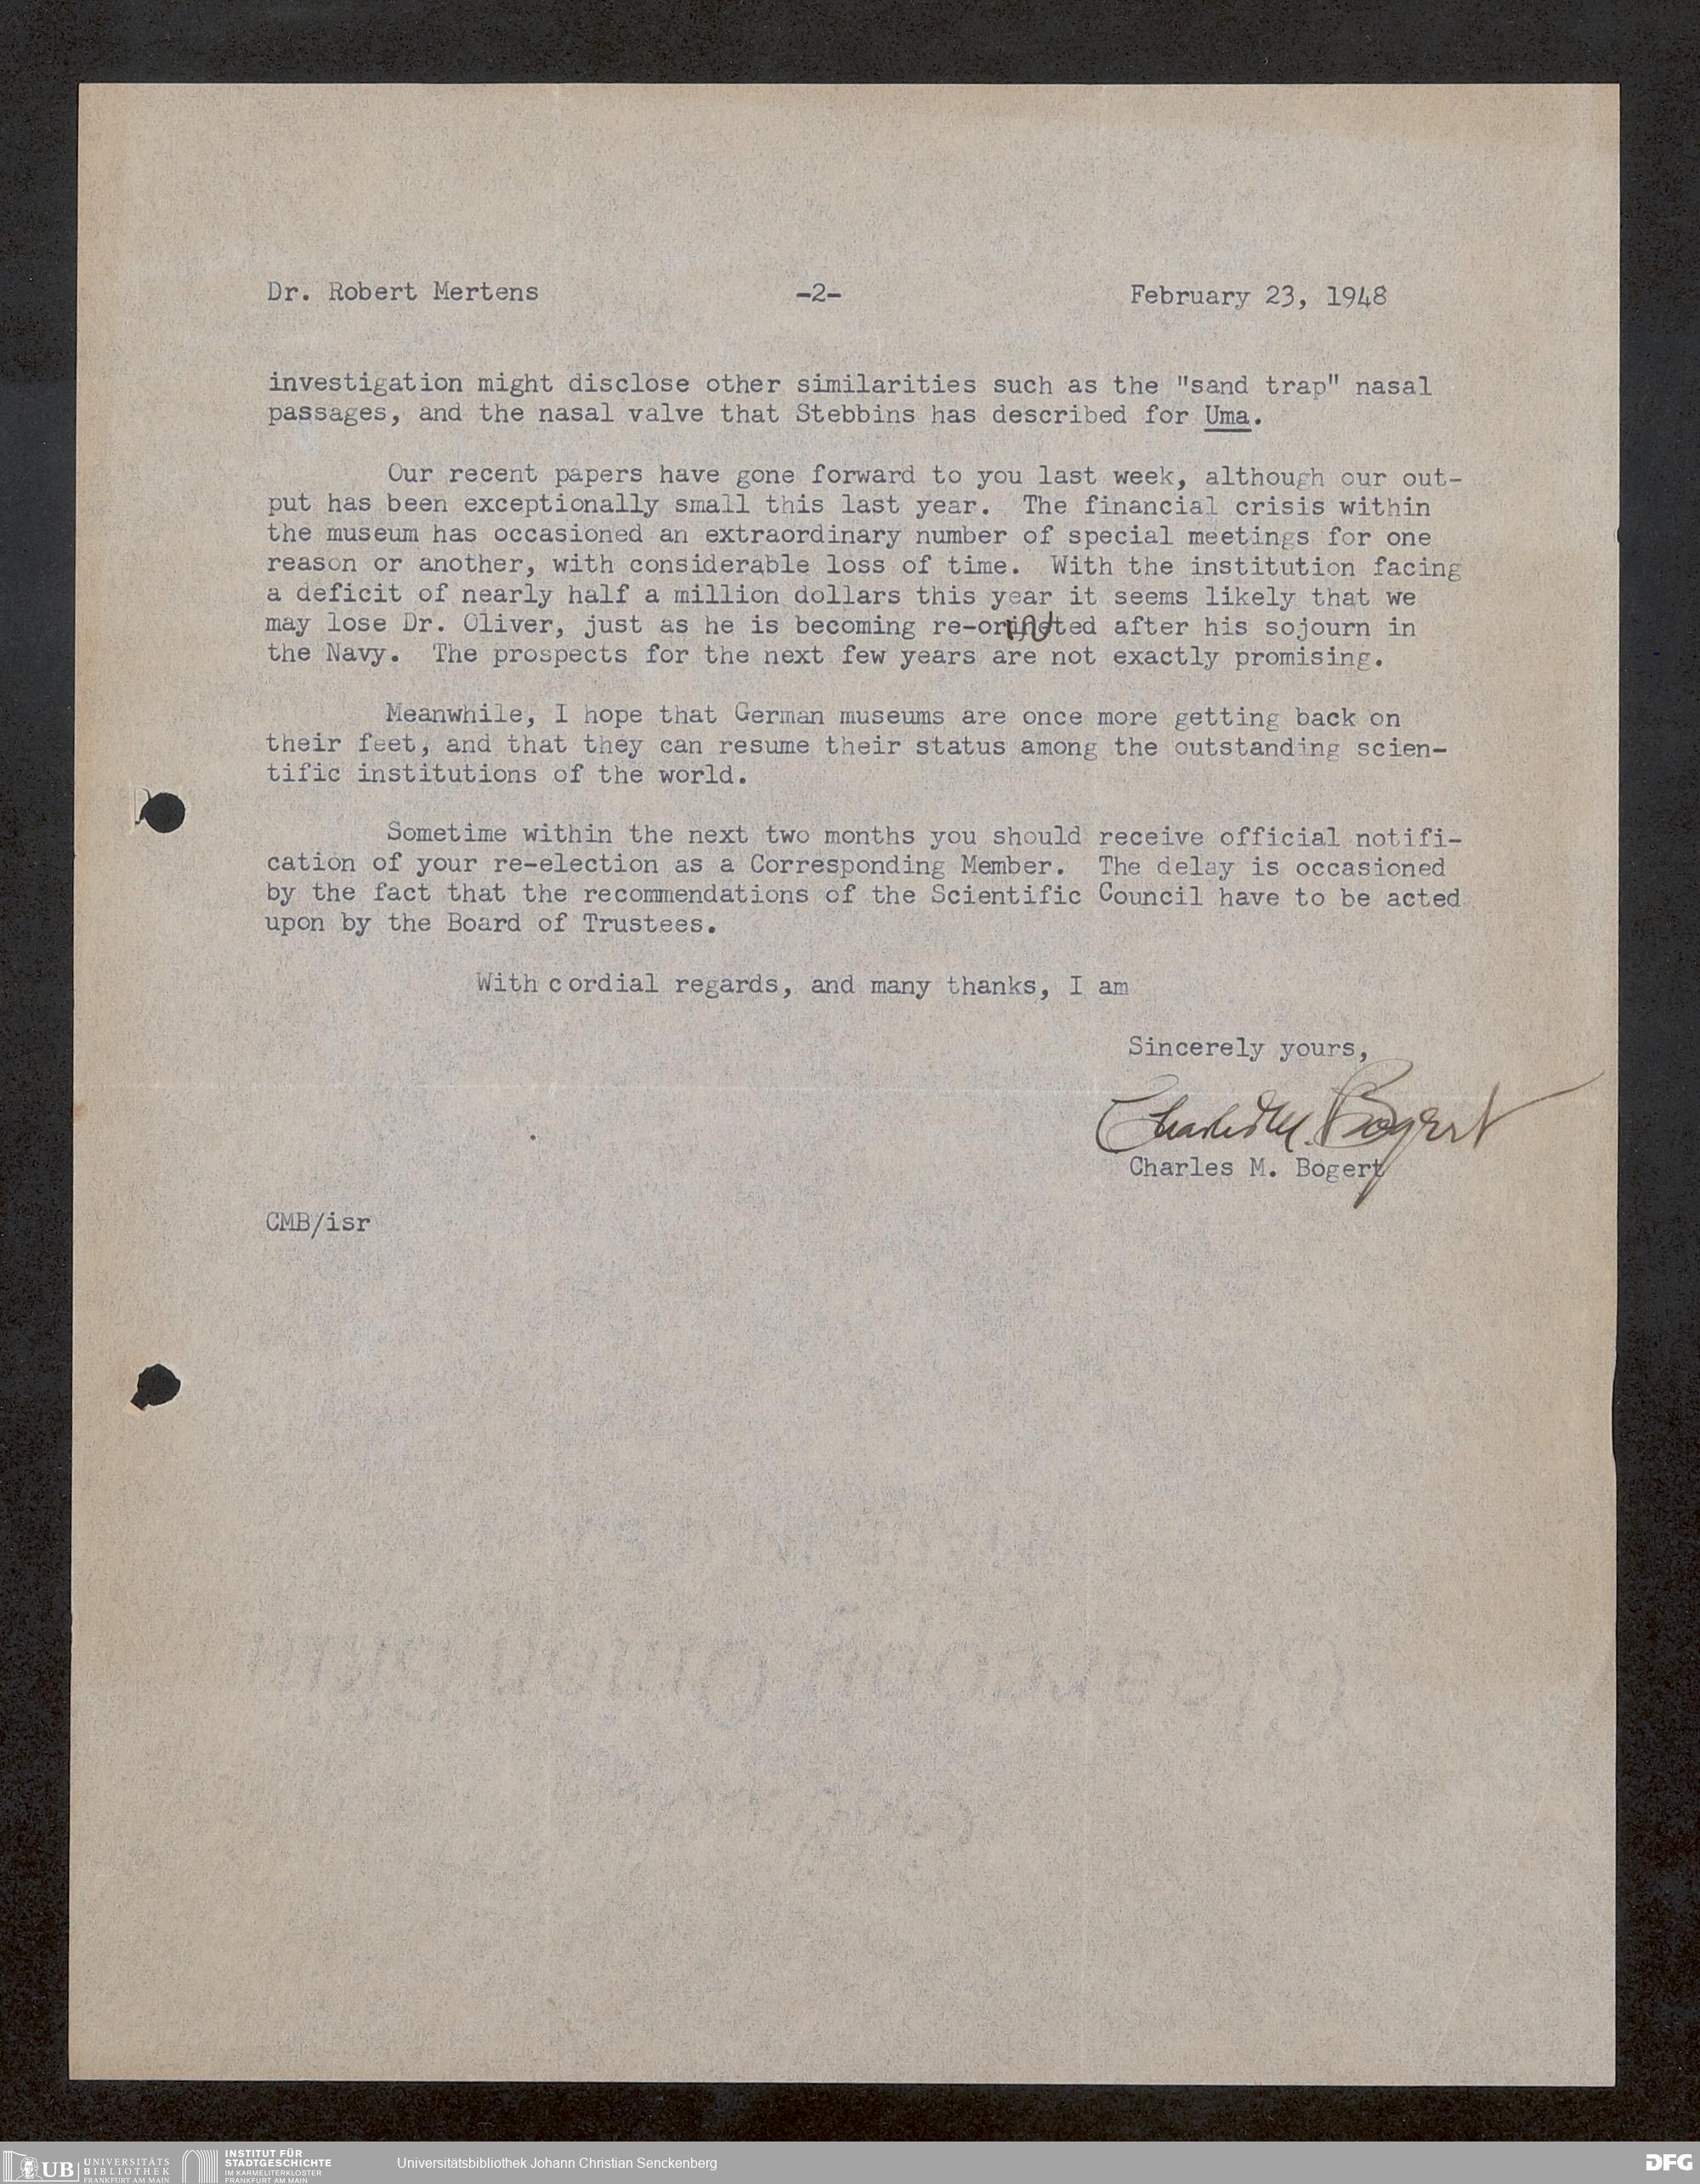 Dr. Robert Mertens -2- February 23, 1948
investigation might disclose other similarities such as the "sand trap" nasal
passages, and the nasal valve that Stebbins has described for Uma.
Our recent papers have gone forward to you last week, although our out-
put has been exceptionally small this last year. The financial crisis within
the museum has occasioned an extraordinary number of special meetings for one
reason or another, with considerable loss of time. With the institution facing
a deficit of nearly half a million dollars this year it seems likely that we
may lose Dr. Oliver, just as he is becoming re-orineted after his sojourn in
the Navy. The prospects for the next few years are not exactly promising.
Meanwhile, I hope that German museums are once more getting back on
their feet, and that they can resume their status among the outstanding scien-
tific institutions of the world.
Sometime within the next two months you should receive official notifi-
cation of your re-election as a Corresponding Member. The delay is occasioned
by the fact that the recommendations of the Scientific Council have to be acted
upon by the Board of Trustees.
With cordial regards, and many thanks, I am
Sincerely yours,
Charles M. Bogert
Charles M. Bogert
CMB/isr
UB UNIVERSITÄTS
BIBLIOTHEK
FRANKFURT AM MAIN
INSTITUT FÜR
STADTGESCHICHTE
IM KARMELITERKLOSTER
FRANKFURT AM MAIN
Universitätsbibliothek Johann Christian Senckenberg
DFG